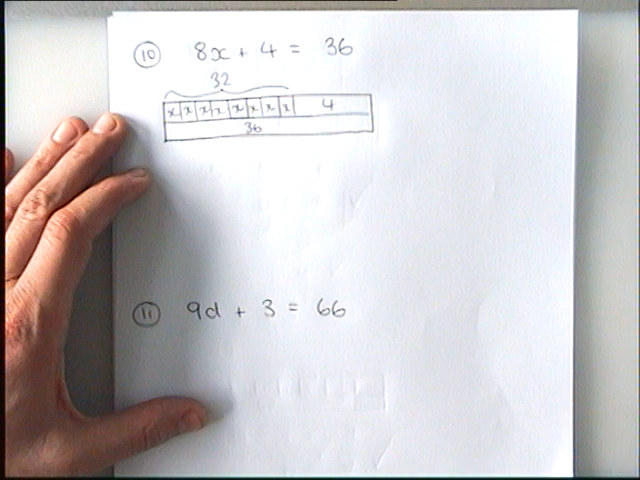 10 8x + 4 = 36
32
x x x x x x x x 4
36
11 9d + 3 = 66